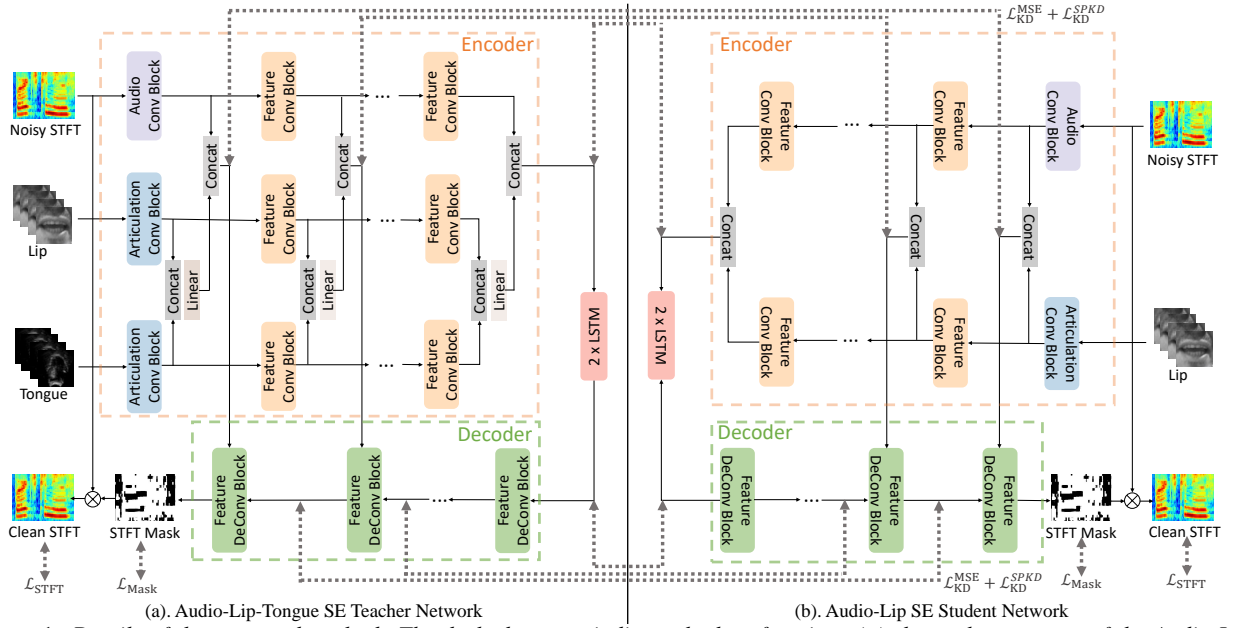 ℒ_KD^MSE + ℒ_KD^SPKD
Encoder
Encoder
Noisy STFT
Audio
Conv Block
Feature
Conv Block
...
Feature
Conv Block
Concat
Concat
Concat
Lip
Articulation
Conv Block
Feature
Conv Block
...
Feature
Conv Block
Concat
Linear
Concat
Linear
Concat
Linear
Tongue
Articulation
Conv Block
Feature
Conv Block
...
Feature
Conv Block
2 x LSTM
2 x LSTM
Feature
Conv Block
...
Feature
Conv Block
Audio
Conv Block
Noisy STFT
Concat
Concat
Concat
Feature
Conv Block
...
Feature
Conv Block
Articulation
Conv Block
Lip
Decoder
Decoder
Clean STFT
STFT Mask
Feature
DeConv Block
Feature
DeConv Block
...
Feature
DeConv Block
Feature
DeConv Block
...
Feature
DeConv Block
Feature
DeConv Block
STFT Mask
Clean STFT
ℒ_STFT
ℒ_Mask
ℒ_KD^MSE + ℒ_KD^SPKD
ℒ_Mask
ℒ_STFT
(a). Audio-Lip-Tongue SE Teacher Network
(b). Audio-Lip SE Student Network